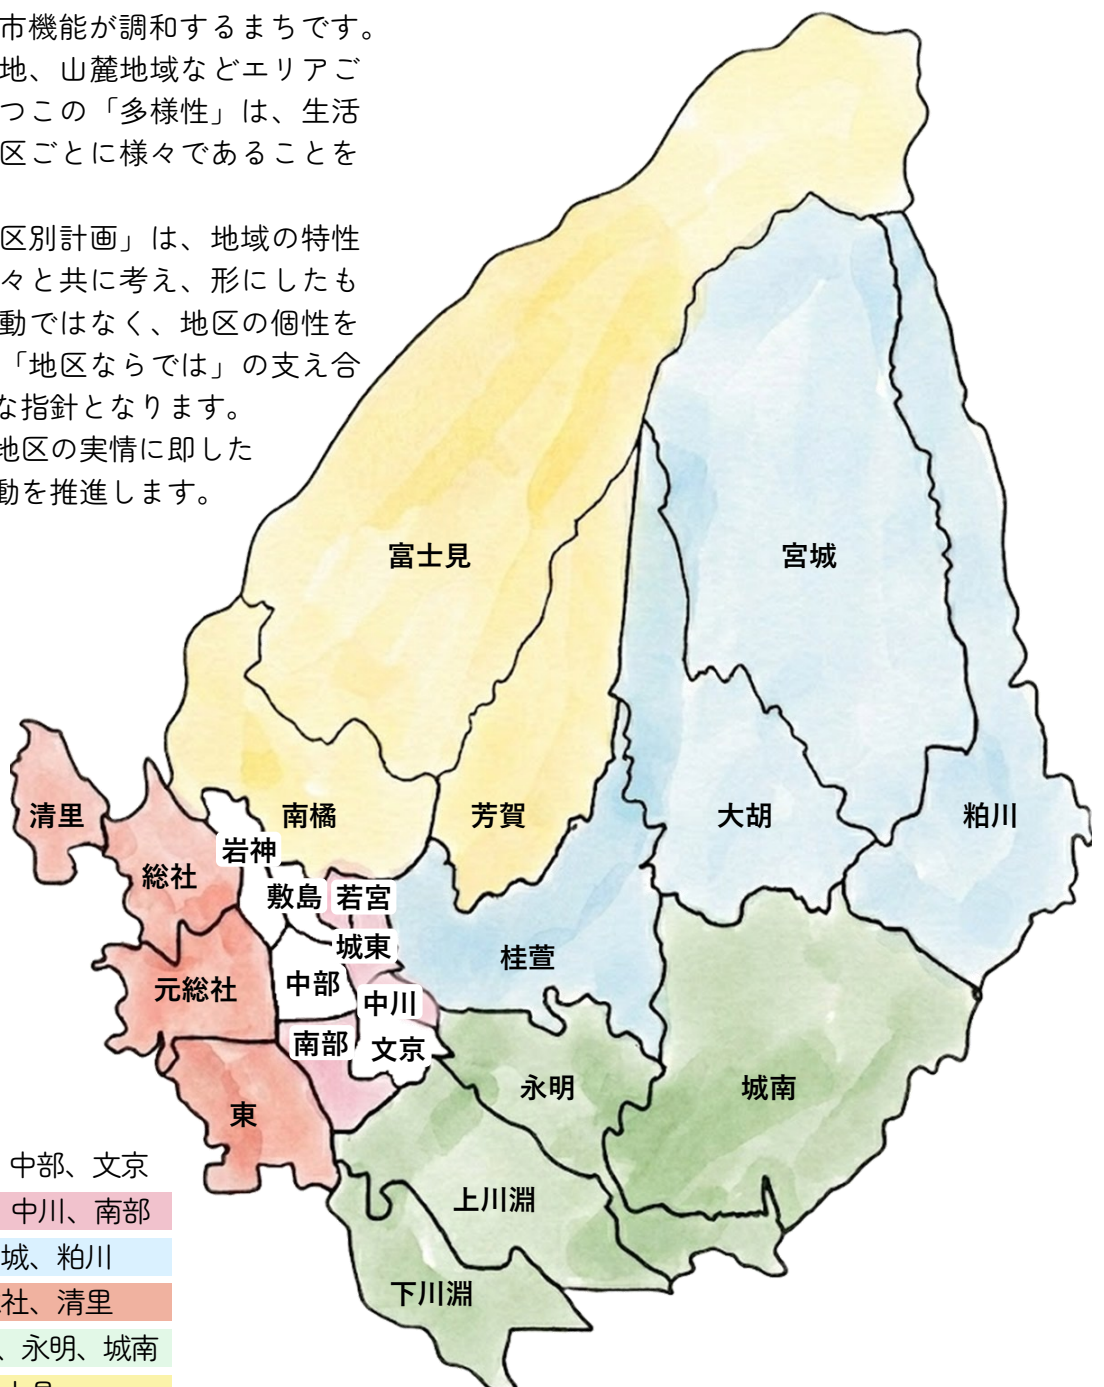 市機能が調和するまちです。
地、山麓地域などエリアご
つこの「多様性」は、生活
区ごとに様々であることを
区別計画」は、地域の特性
々と共に考え、形にしたも
動ではなく、地区の個性を
「地区ならでは」の支え合
な指針となります。
地区の実情に即した
動を推進します。
富士見
宮城
清里
南橘
芳賀
大胡
粕川
岩神
総社
敷島
若宮
城東
桂萱
元総社
中部
中川
南部
文京
永明
城南
東
上川淵
下川淵
中部、文京
中川、南部
城、粕川
社、清里
、永明、城南